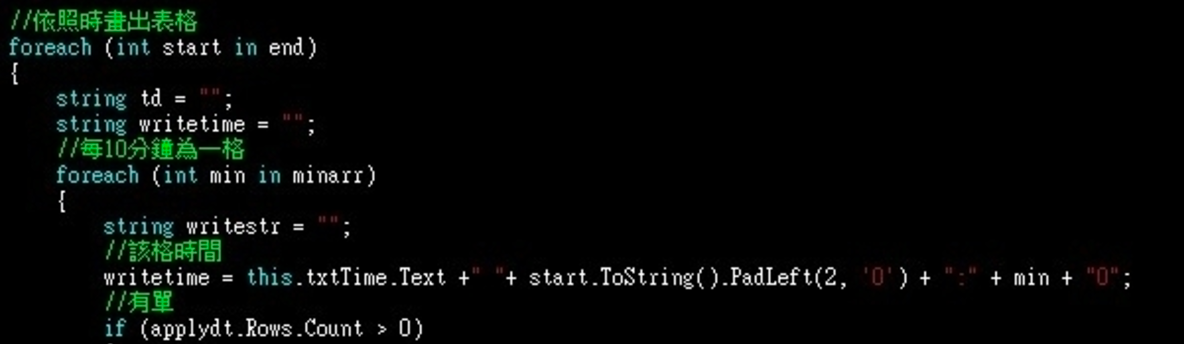 //依照時畫出表格
foreach (int start in end)
{
    string td = "";
    string writetime = "";
    //每10分鐘為一格
    foreach (int min in minarr)
    {
        string writestr = "";
        //該格時間
        writetime = this.txtTime.Text +" "+ start.ToString().PadLeft(2, '0') + ":" + min + "0";
        //有單
        if (applydt.Rows.Count > 0)